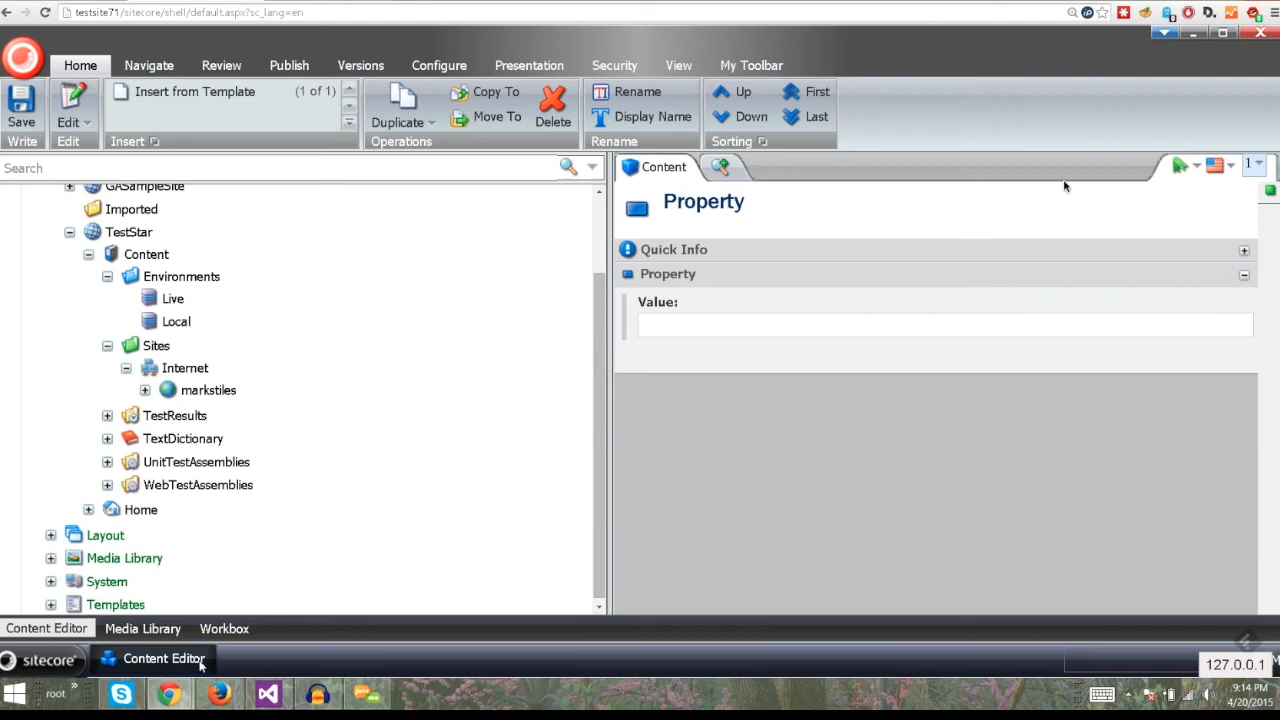 testsite71/sitecore/shell/default.aspx?sc_lang=en
Home Navigate Review Publish Versions Configure Presentation Security View My Toolbar
Insert from Template (1 of 1) Copy To Rename Up First
Save Edit Duplicate Move To Delete Display Name Down Last
Write Edit Insert Operations Rename Sorting
Search
Content 1
GASampleSite
Property
Imported
TestStar
Quick Info
Content
Property
Environments
Live
Value:
Local
Sites
Internet
markstiles
TestResults
TextDictionary
UnitTestAssemblies
WebTestAssemblies
Home
Layout
Media Library
System
Templates
Content Editor Media Library Workbox
sitecore Content Editor
127.0.0.1
root
9:14 PM
4/20/2015